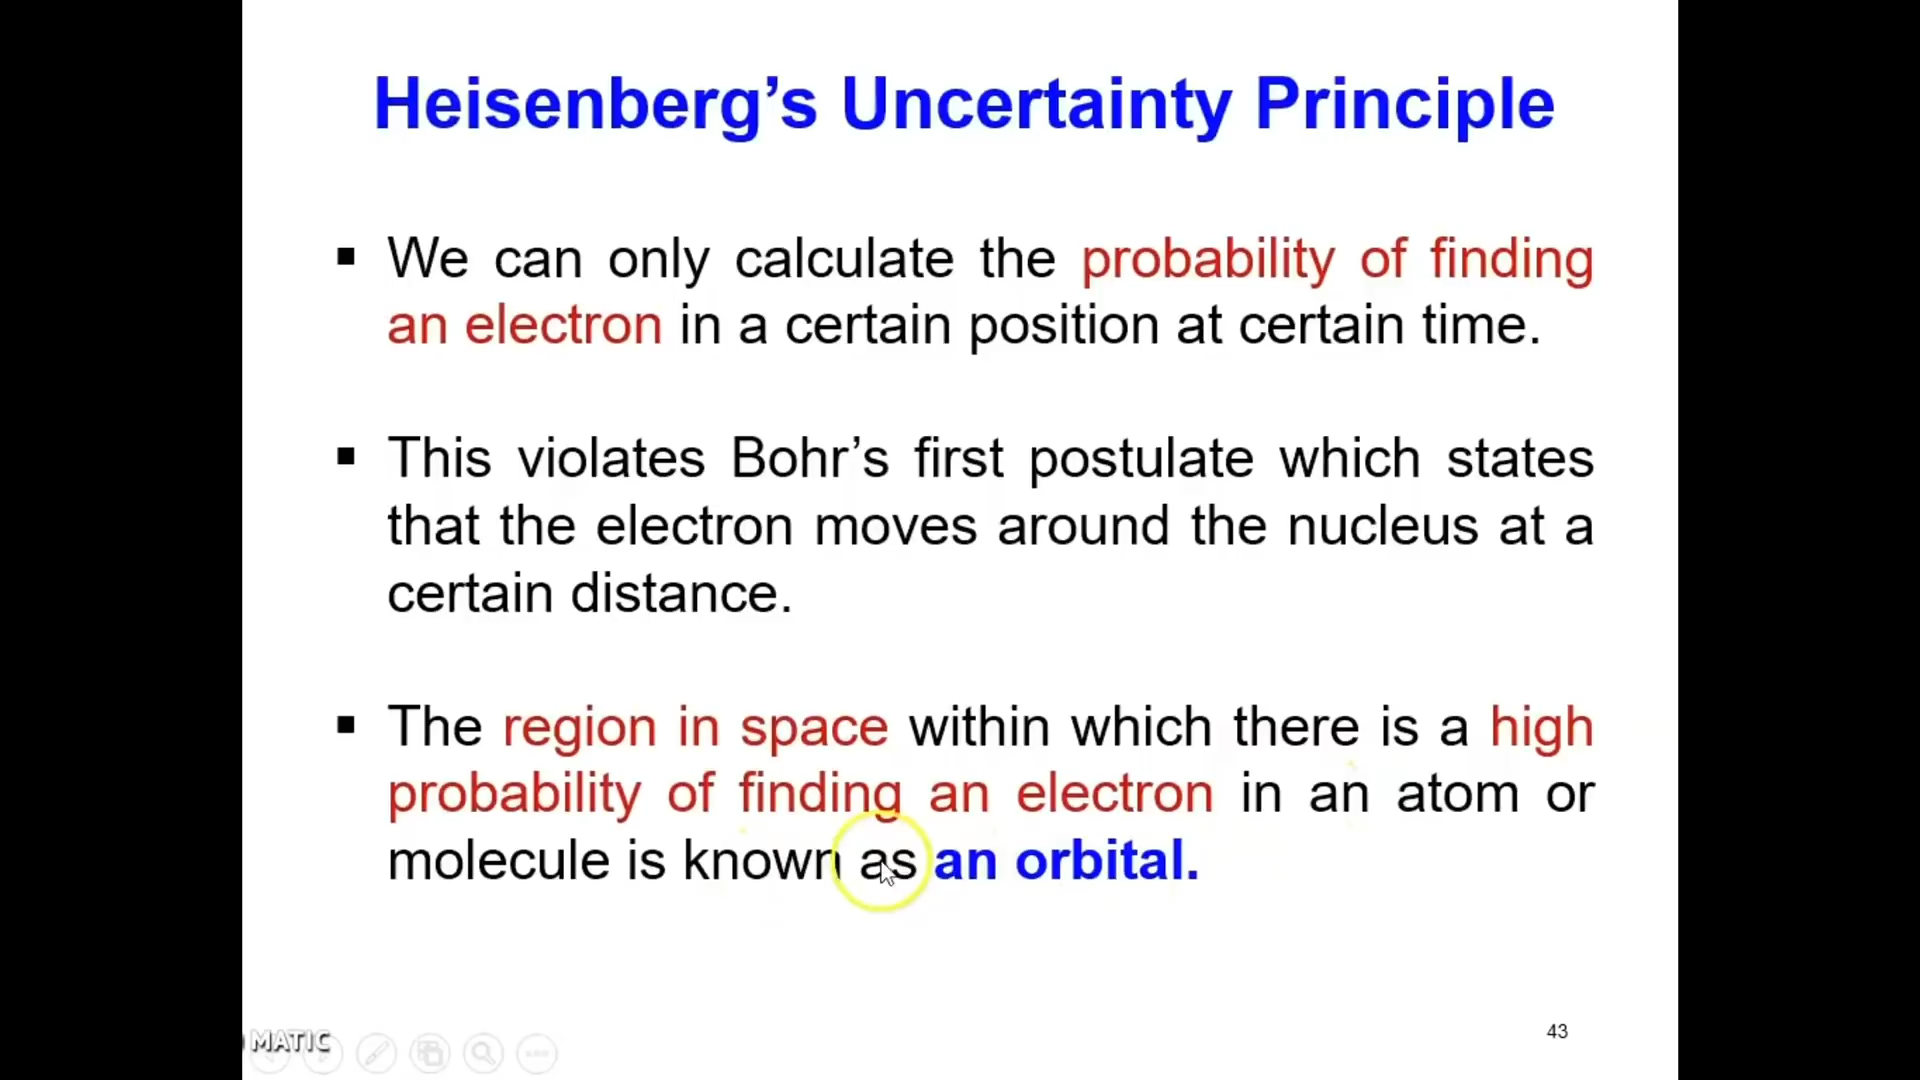 Heisenberg’s Uncertainty Principle
▪ We can only calculate the probability of finding
an electron in a certain position at certain time.
▪ This violates Bohr’s first postulate which states
that the electron moves around the nucleus at a
certain distance.
▪ The region in space within which there is a high
probability of finding an electron in an atom or
molecule is known as an orbital.
MATIC
43